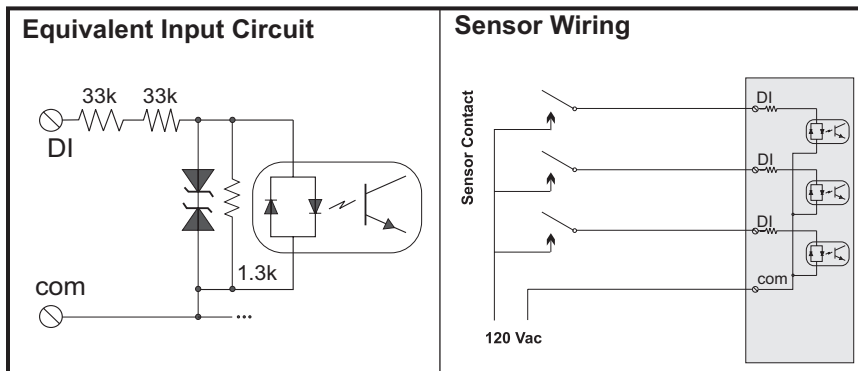 Equivalent Input Circuit
33k 33k
DI
1.3k
com
...
Sensor Wiring
Sensor Contact
DI
DI
DI
com
120 Vac